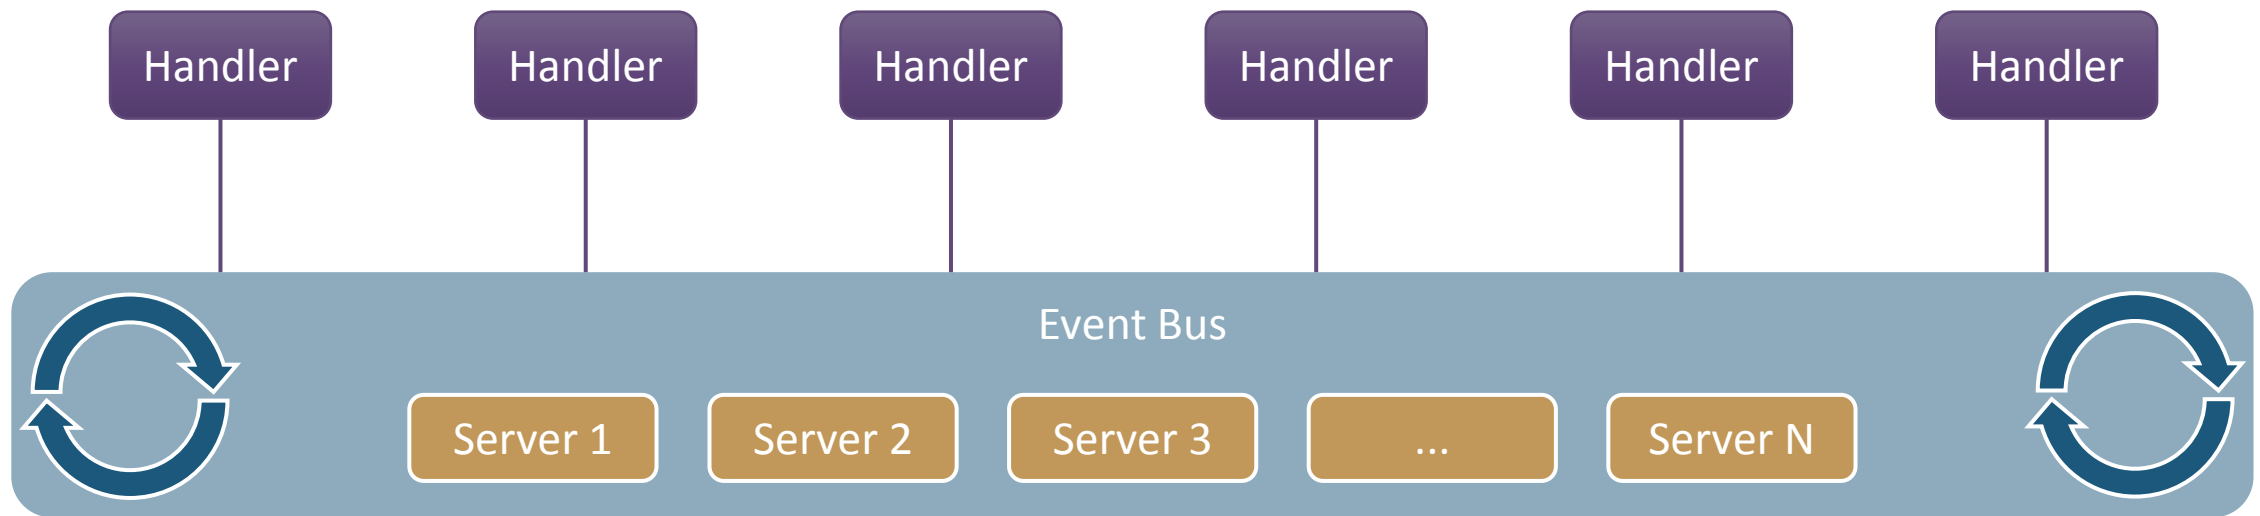 Handler
Handler
Handler
Handler
Handler
Handler
Event Bus
Server 1
Server 2
Server 3
...
Server N